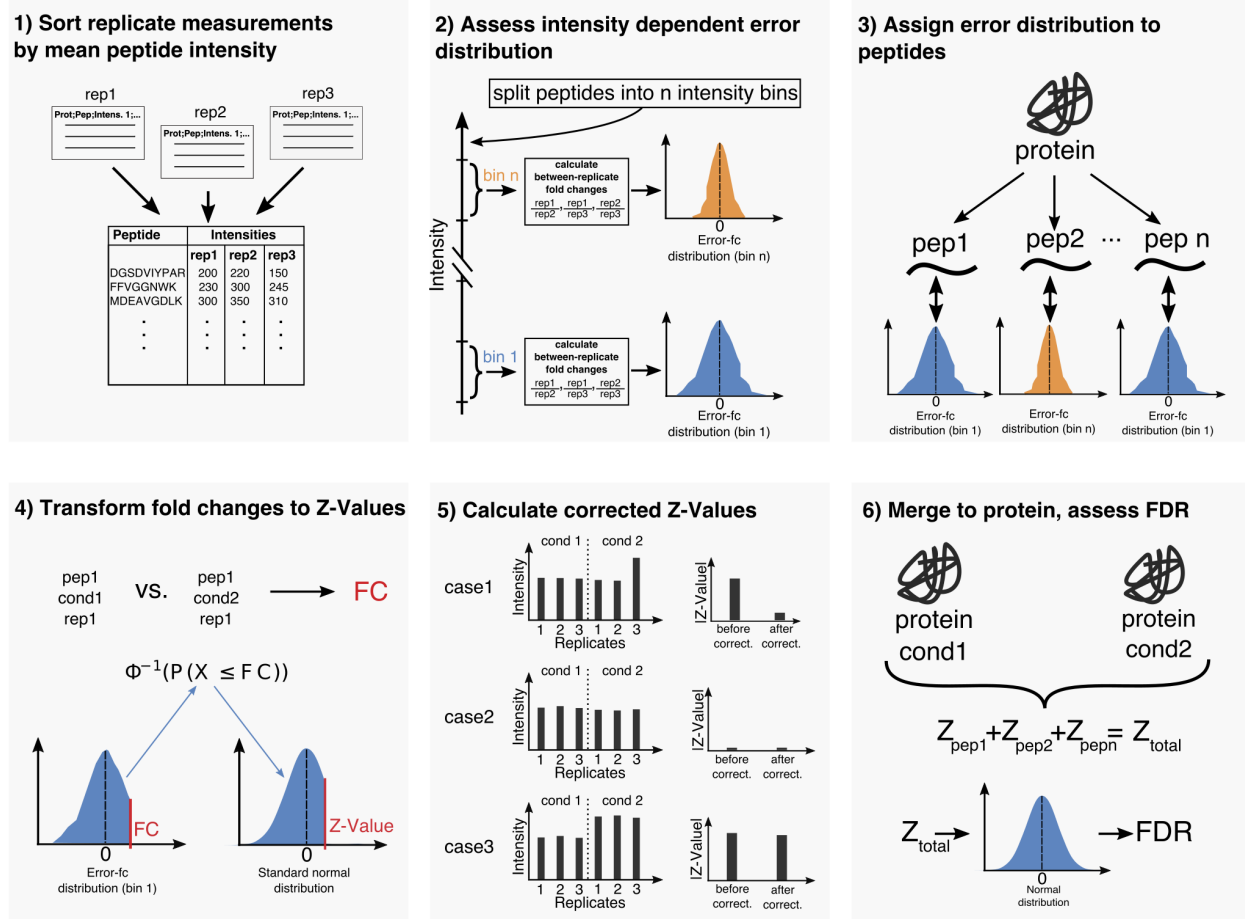 1) Sort replicate measurements
by mean peptide intensity
rep1
rep2
rep3
Prot;Pep;Intens. 1;...
Prot;Pep;Intens. 1;...
Prot;Pep;Intens. 1;...
Peptide Intensities
rep1 rep2 rep3
DGSDVIYPAR 200 220 150
FFVGGNWK 230 300 245
MDEAVGDLK 300 350 310
2) Assess intensity dependent error
distribution
split peptides into n intensity bins
Intensity
bin n
calculate
between-replicate
fold changes
rep1/rep2, rep1/rep3, rep2/rep3
0
Error-fc
distribution (bin n)
bin 1
calculate
between-replicate
fold changes
rep1/rep2, rep1/rep3, rep2/rep3
0
Error-fc
distribution (bin 1)
3) Assign error distribution to
peptides
protein
pep1 pep2 ... pep n
0 0 0
Error-fc Error-fc Error-fc
distribution (bin 1) distribution (bin n) distribution (bin 1)
4) Transform fold changes to Z-Values
pep1 pep1
cond1 vs. cond2 FC
rep1 rep1
Φ⁻¹(P (X ≤ F C))
FC
Z-Value
0 0
Error-fc Standard normal
distribution (bin 1) distribution
5) Calculate corrected Z-Values
case1
cond 1 cond 2
Intensity
1 2 3 1 2 3
Replicates
|Z-Value|
before after
correct. correct.
case2
cond 1 cond 2
Intensity
1 2 3 1 2 3
Replicates
|Z-Value|
before after
correct. correct.
case3
cond 1 cond 2
Intensity
1 2 3 1 2 3
Replicates
|Z-Value|
before after
correct. correct.
6) Merge to protein, assess FDR
protein protein
cond1 cond2
Zpep1+Zpep2+Zpepn= Ztotal
Ztotal FDR
0
Normal
distribution